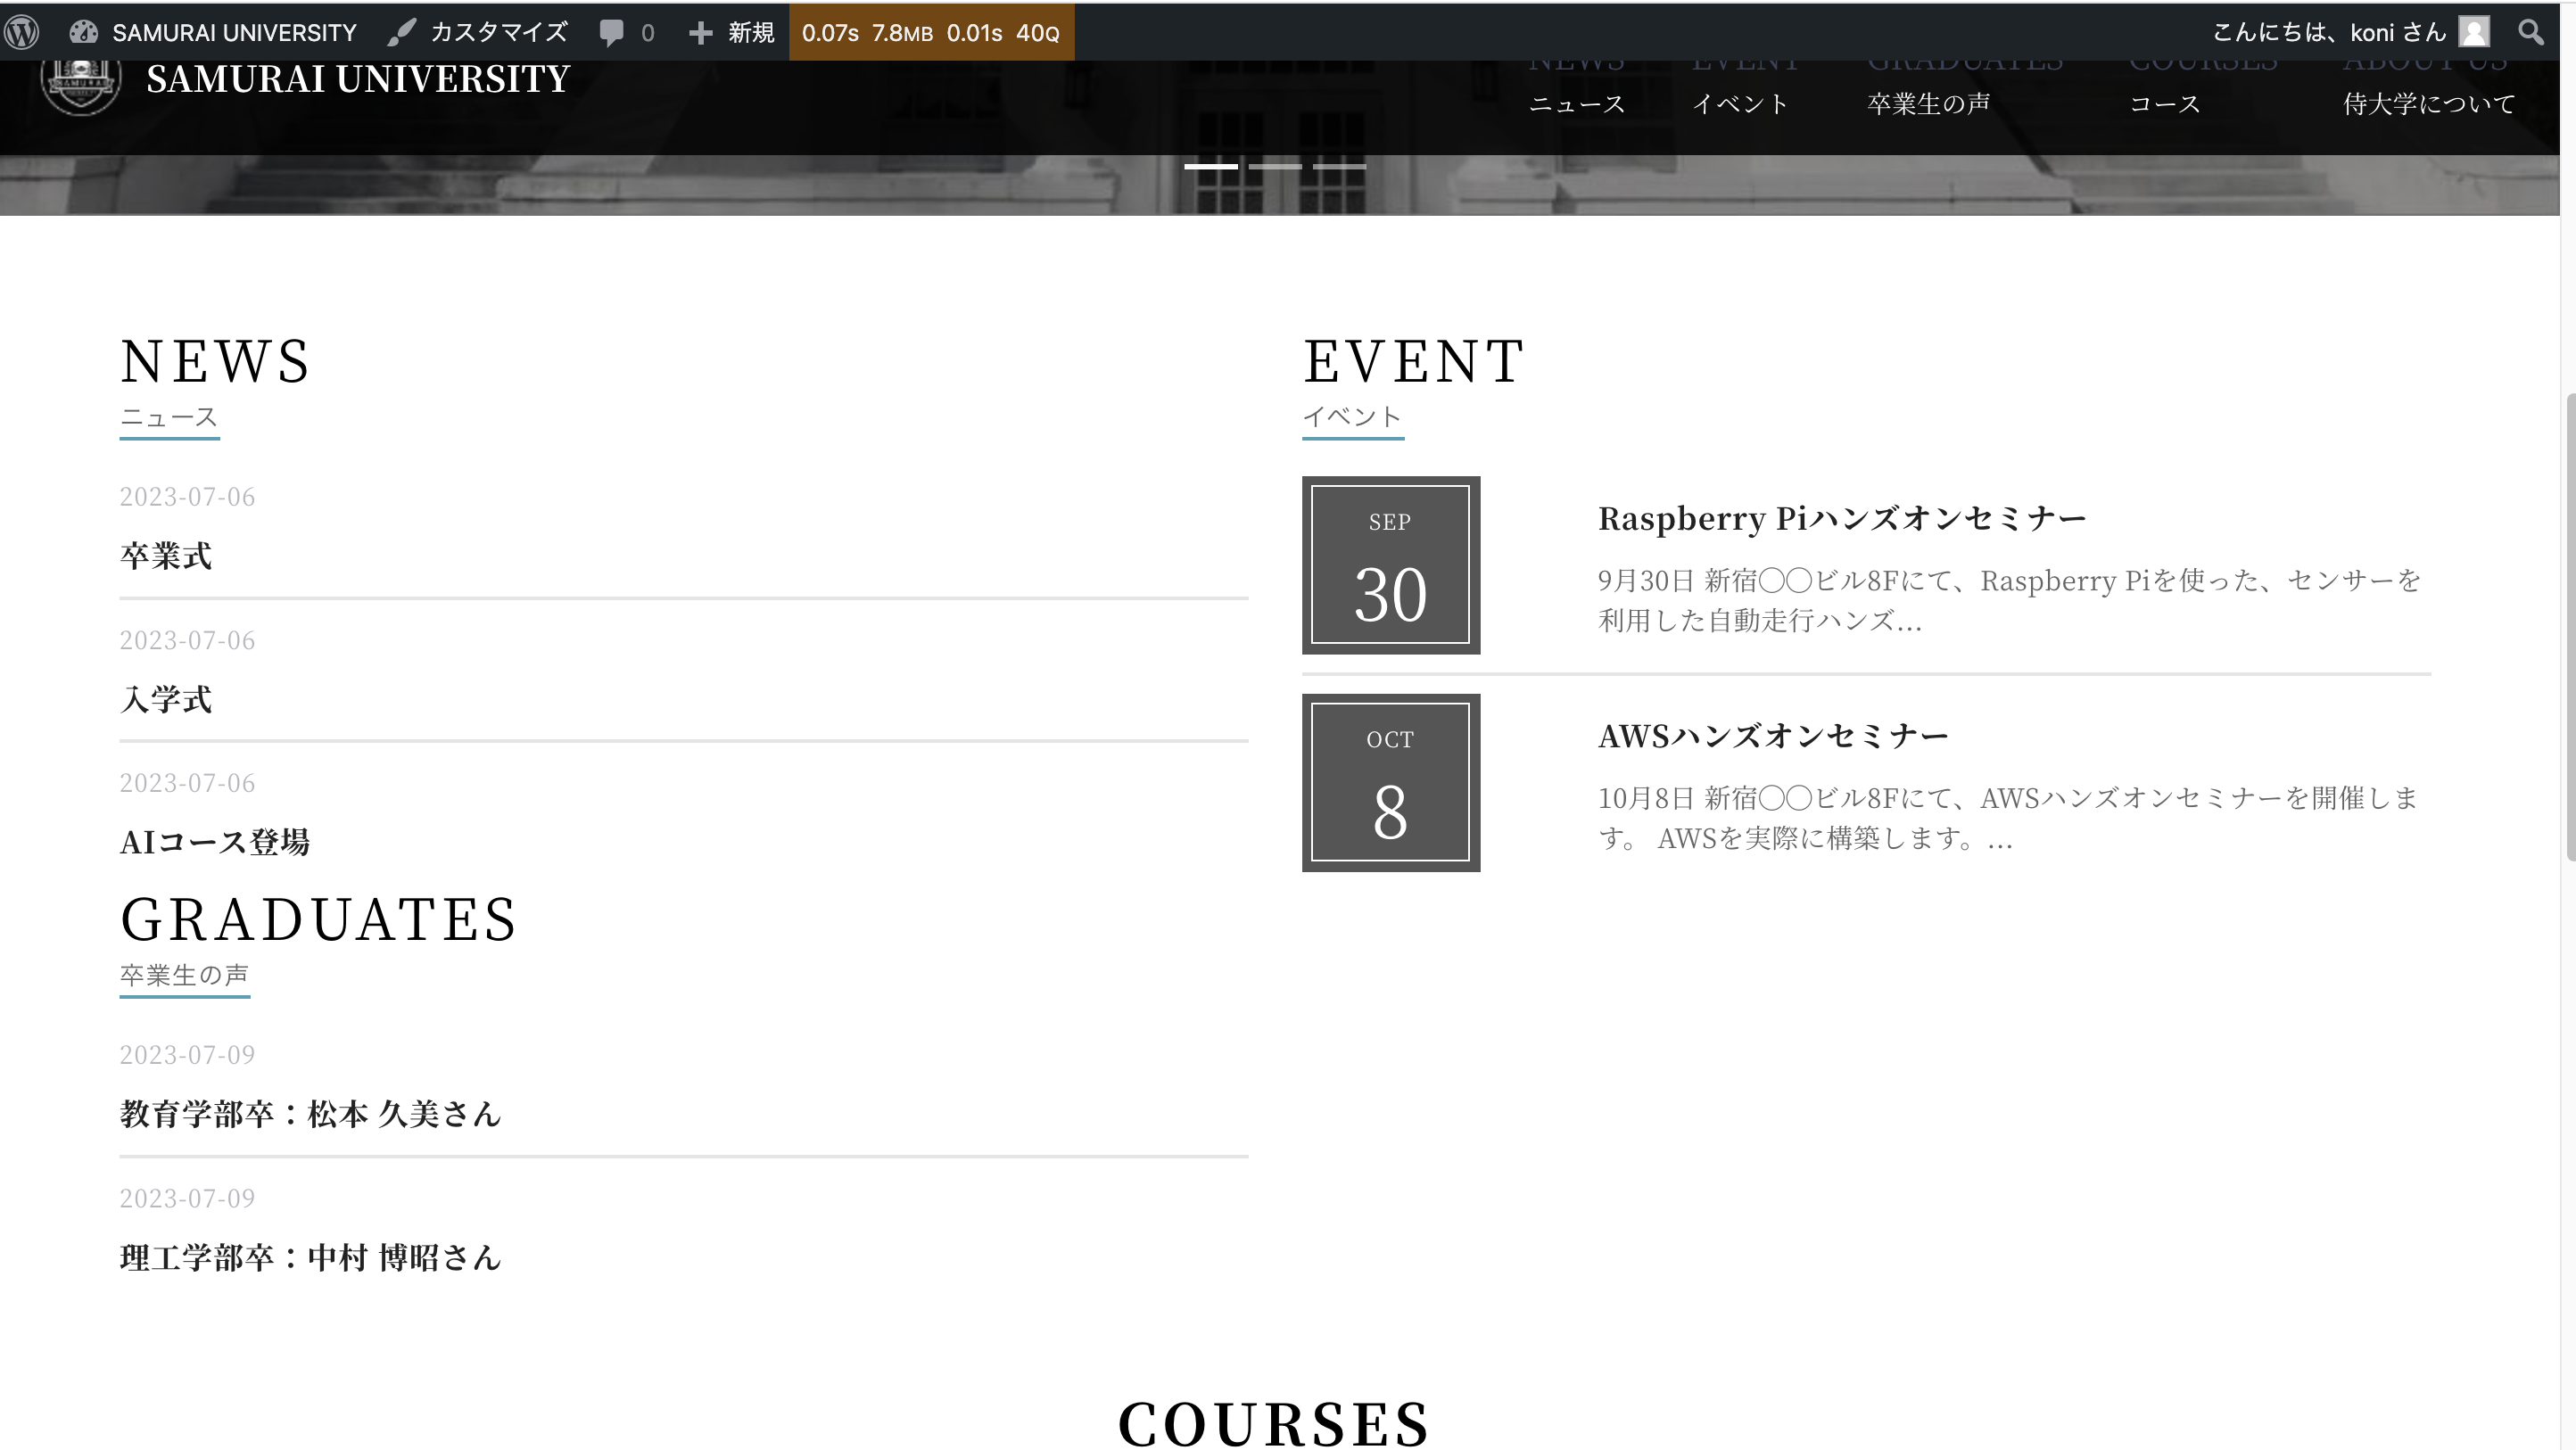 SAMURAI UNIVERSITY カスタマイズ 0 新規 0.07s 7.8MB 0.01s 40Q こんにちは、koni さん
SAMURAI UNIVERSITY
NEWS EVENT GRADUATES COURSES ABOUT US
ニュース イベント 卒業生の声 コース 侍大学について
NEWS
ニュース
2023-07-06
卒業式
2023-07-06
入学式
2023-07-06
AIコース登場
GRADUATES
卒業生の声
2023-07-09
教育学部卒：松本 久美さん
2023-07-09
理工学部卒：中村 博昭さん
EVENT
イベント
SEP
30
Raspberry Piハンズオンセミナー
9月30日 新宿◯◯ビル8Fにて、Raspberry Piを使った、センサーを
利用した自動走行ハンズ...
OCT
8
AWSハンズオンセミナー
10月8日 新宿◯◯ビル8Fにて、AWSハンズオンセミナーを開催しま
す。 AWSを実際に構築します。...
COURSES